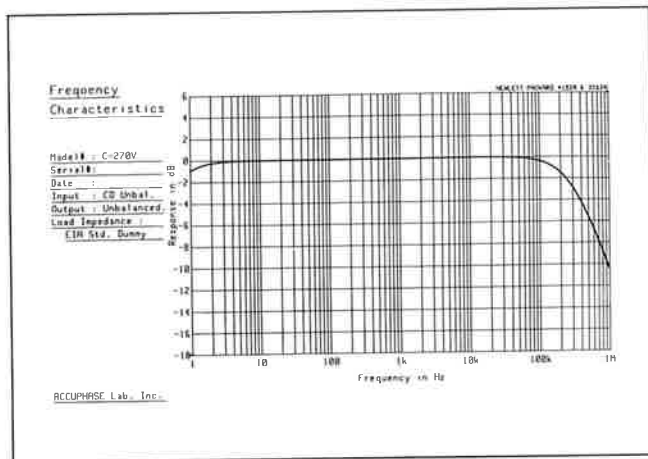 Frequency
Characteristics
Model# : C-270V
Serial#:
Date :
Input : CD Unbal.
Output : Unbalanced.
Load Impedance :
EIA Std. Dummy
HEWLETT PACKARD
6
4
2
0
-2
-4
-6
-8
-10
-12
-14
-16
-18
Response in dB
1
10
100
1k
10k
100k
1M
Frequency in Hz
ACCUPHASE Lab. Inc.